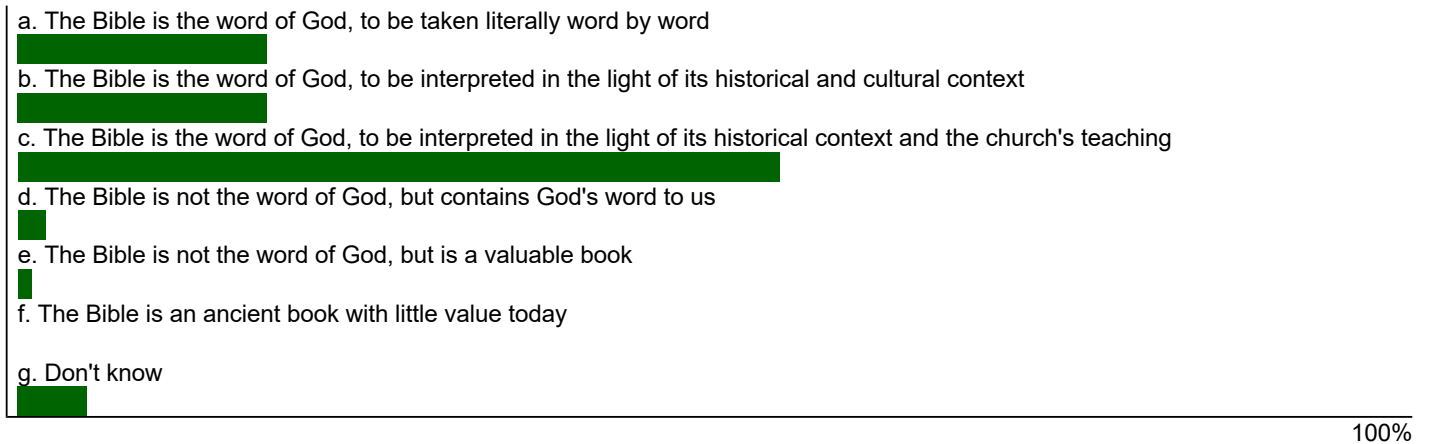 a. The Bible is the word of God, to be taken literally word by word
b. The Bible is the word of God, to be interpreted in the light of its historical and cultural context
c. The Bible is the word of God, to be interpreted in the light of its historical context and the church's teaching
d. The Bible is not the word of God, but contains God's word to us
e. The Bible is not the word of God, but is a valuable book
f. The Bible is an ancient book with little value today
g. Don't know
100%